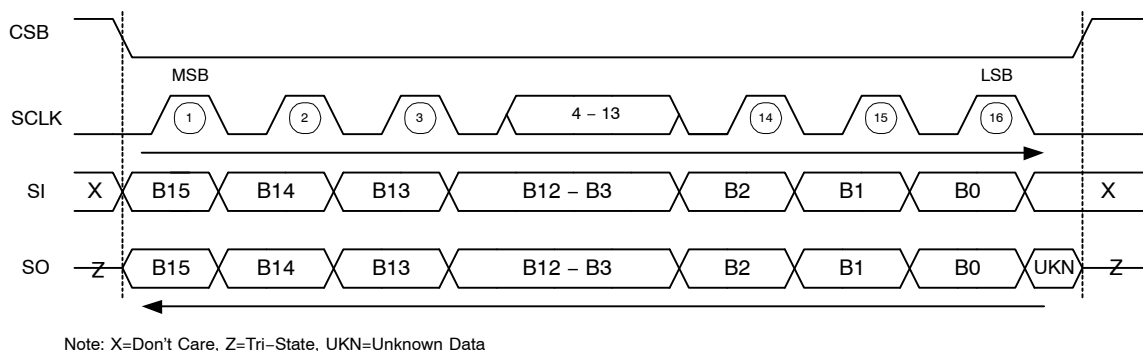 CSB
MSB LSB
SCLK 1 2 3 4 – 13 14 15 16
SI X B15 B14 B13 B12 – B3 B2 B1 B0 X
SO Z B15 B14 B13 B12 – B3 B2 B1 B0 UKN Z
Note: X=Don't Care, Z=Tri–State, UKN=Unknown Data